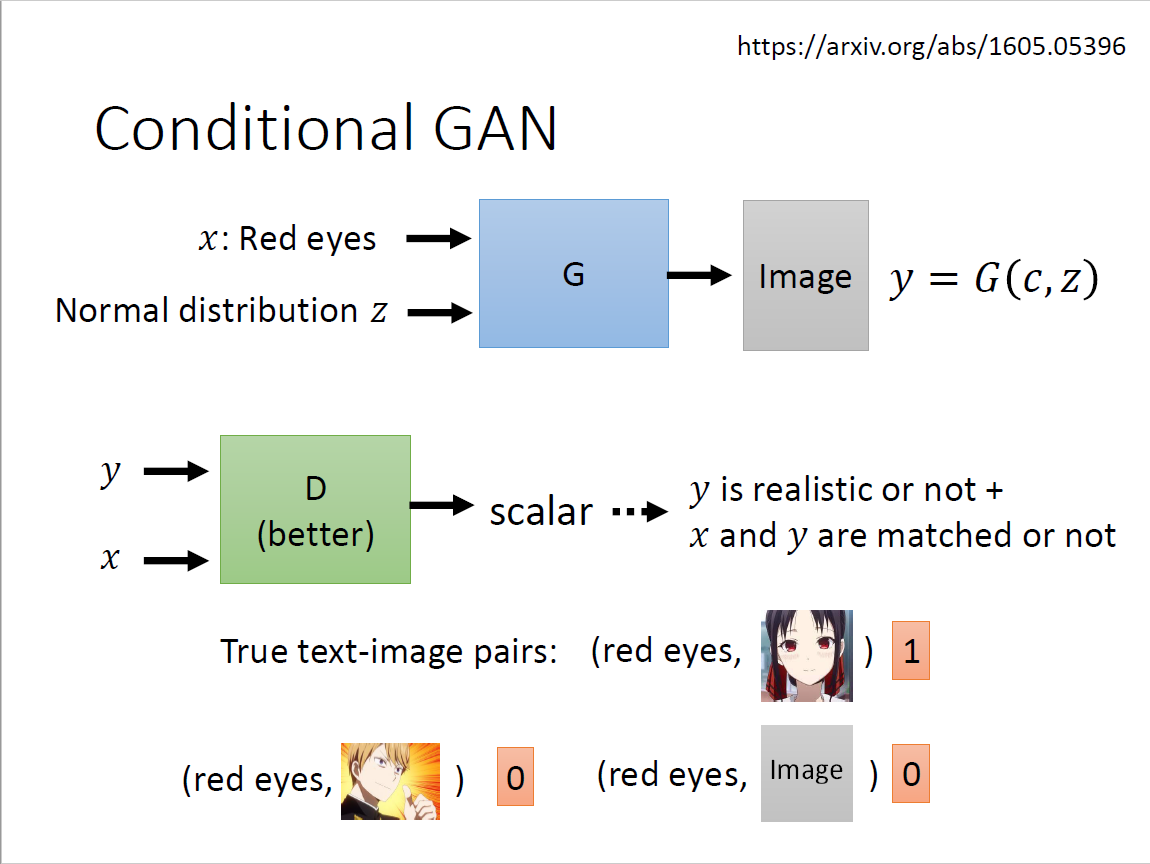 https://arxiv.org/abs/1605.05396
Conditional GAN
x: Red eyes
Normal distribution z
G
Image
y = G(c, z)
y
x
D
(better)
scalar
y is realistic or not +
x and y are matched or not
True text-image pairs:
(red eyes, ) 1
(red eyes, ) 0
(red eyes, Image ) 0